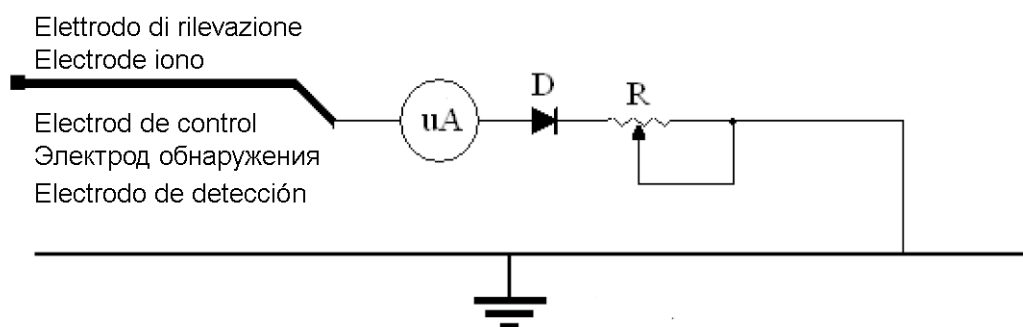 Elettrodo di rilevazione
Electrode iono
Electrod de control
Электрод обнаружения
Electrodo de detección
uA
D
R